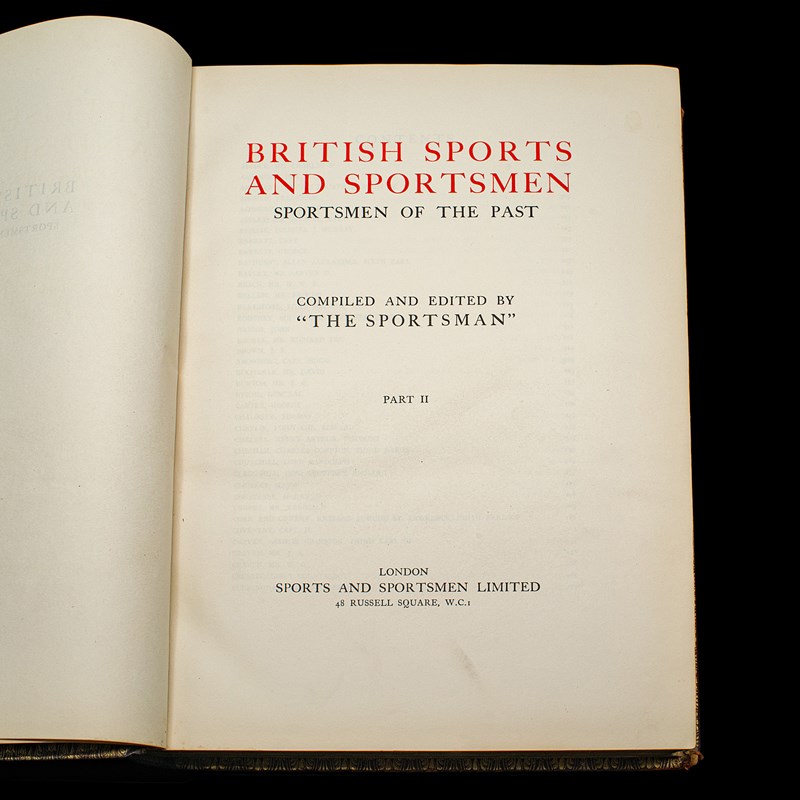 BRITISH SPORTS
AND SPORTSMEN
SPORTSMEN OF THE PAST
COMPILED AND EDITED BY
“THE SPORTSMAN”
PART II
LONDON
SPORTS AND SPORTSMEN LIMITED
48 RUSSELL SQUARE, W.C.1